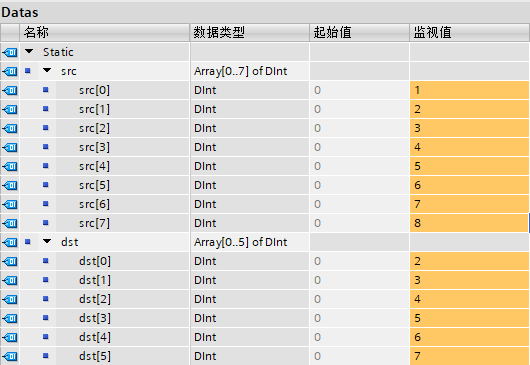 Datas
名称 数据类型 起始值 监视值
Static
src Array[0..7] of DInt
src[0] DInt 0 1
src[1] DInt 0 2
src[2] DInt 0 3
src[3] DInt 0 4
src[4] DInt 0 5
src[5] DInt 0 6
src[6] DInt 0 7
src[7] DInt 0 8
dst Array[0..5] of DInt
dst[0] DInt 0 2
dst[1] DInt 0 3
dst[2] DInt 0 4
dst[3] DInt 0 5
dst[4] DInt 0 6
dst[5] DInt 0 7